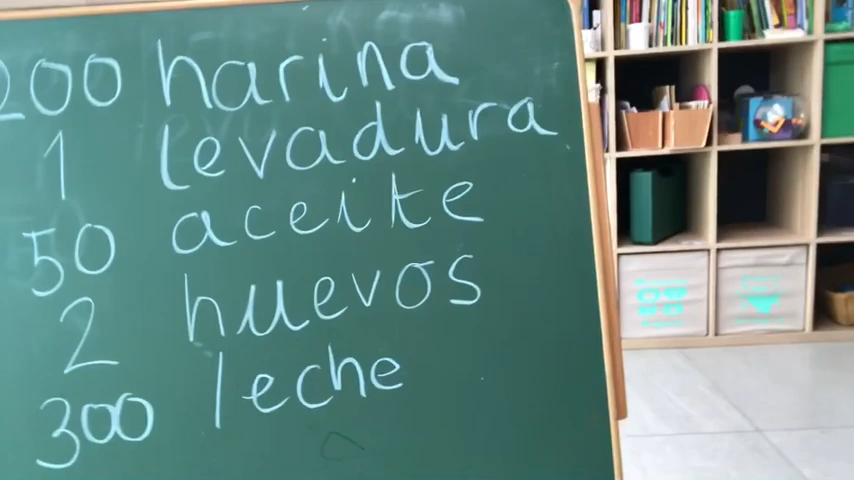 200 harina
1 levadura
50 aceite
2 huevos
300 leche